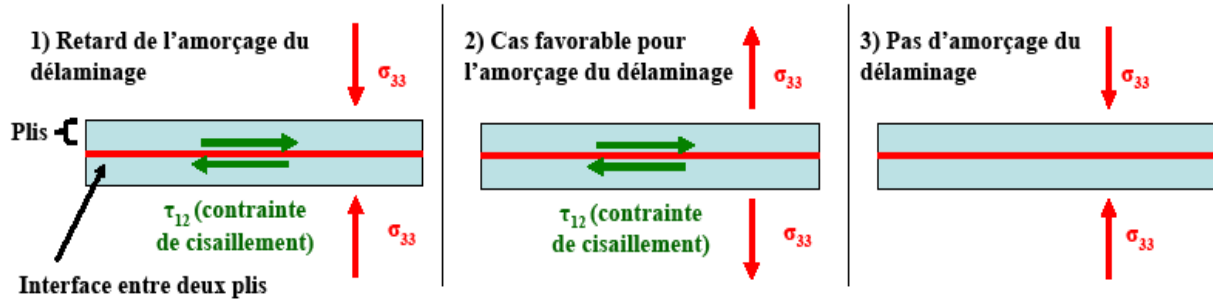 1) Retard de l'amorçage du
délaminage
σ33
Plis
τ12 (contrainte
de cisaillement)
σ33
Interface entre deux plis
2) Cas favorable pour
l'amorçage du délaminage
σ33
τ12 (contrainte
de cisaillement)
σ33
3) Pas d'amorçage du
délaminage
σ33
σ33